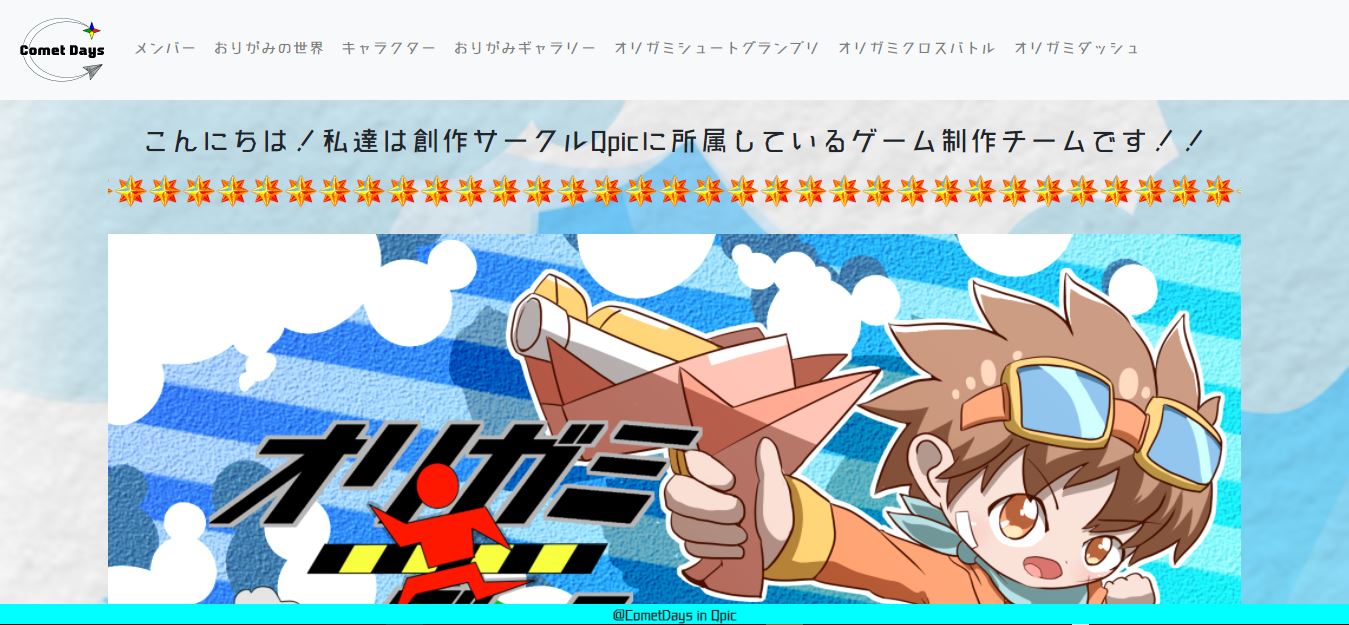 Comet Days
メンバー おりがみの世界 キャラクター おりがみギャラリー オリガミシュートグランプリ オリガミクロスバトル オリガミダッシュ
こんにちは！私達は創作サークルQpicに所属しているゲーム制作チームです！！
オリガミ
@CometDays in Qpic